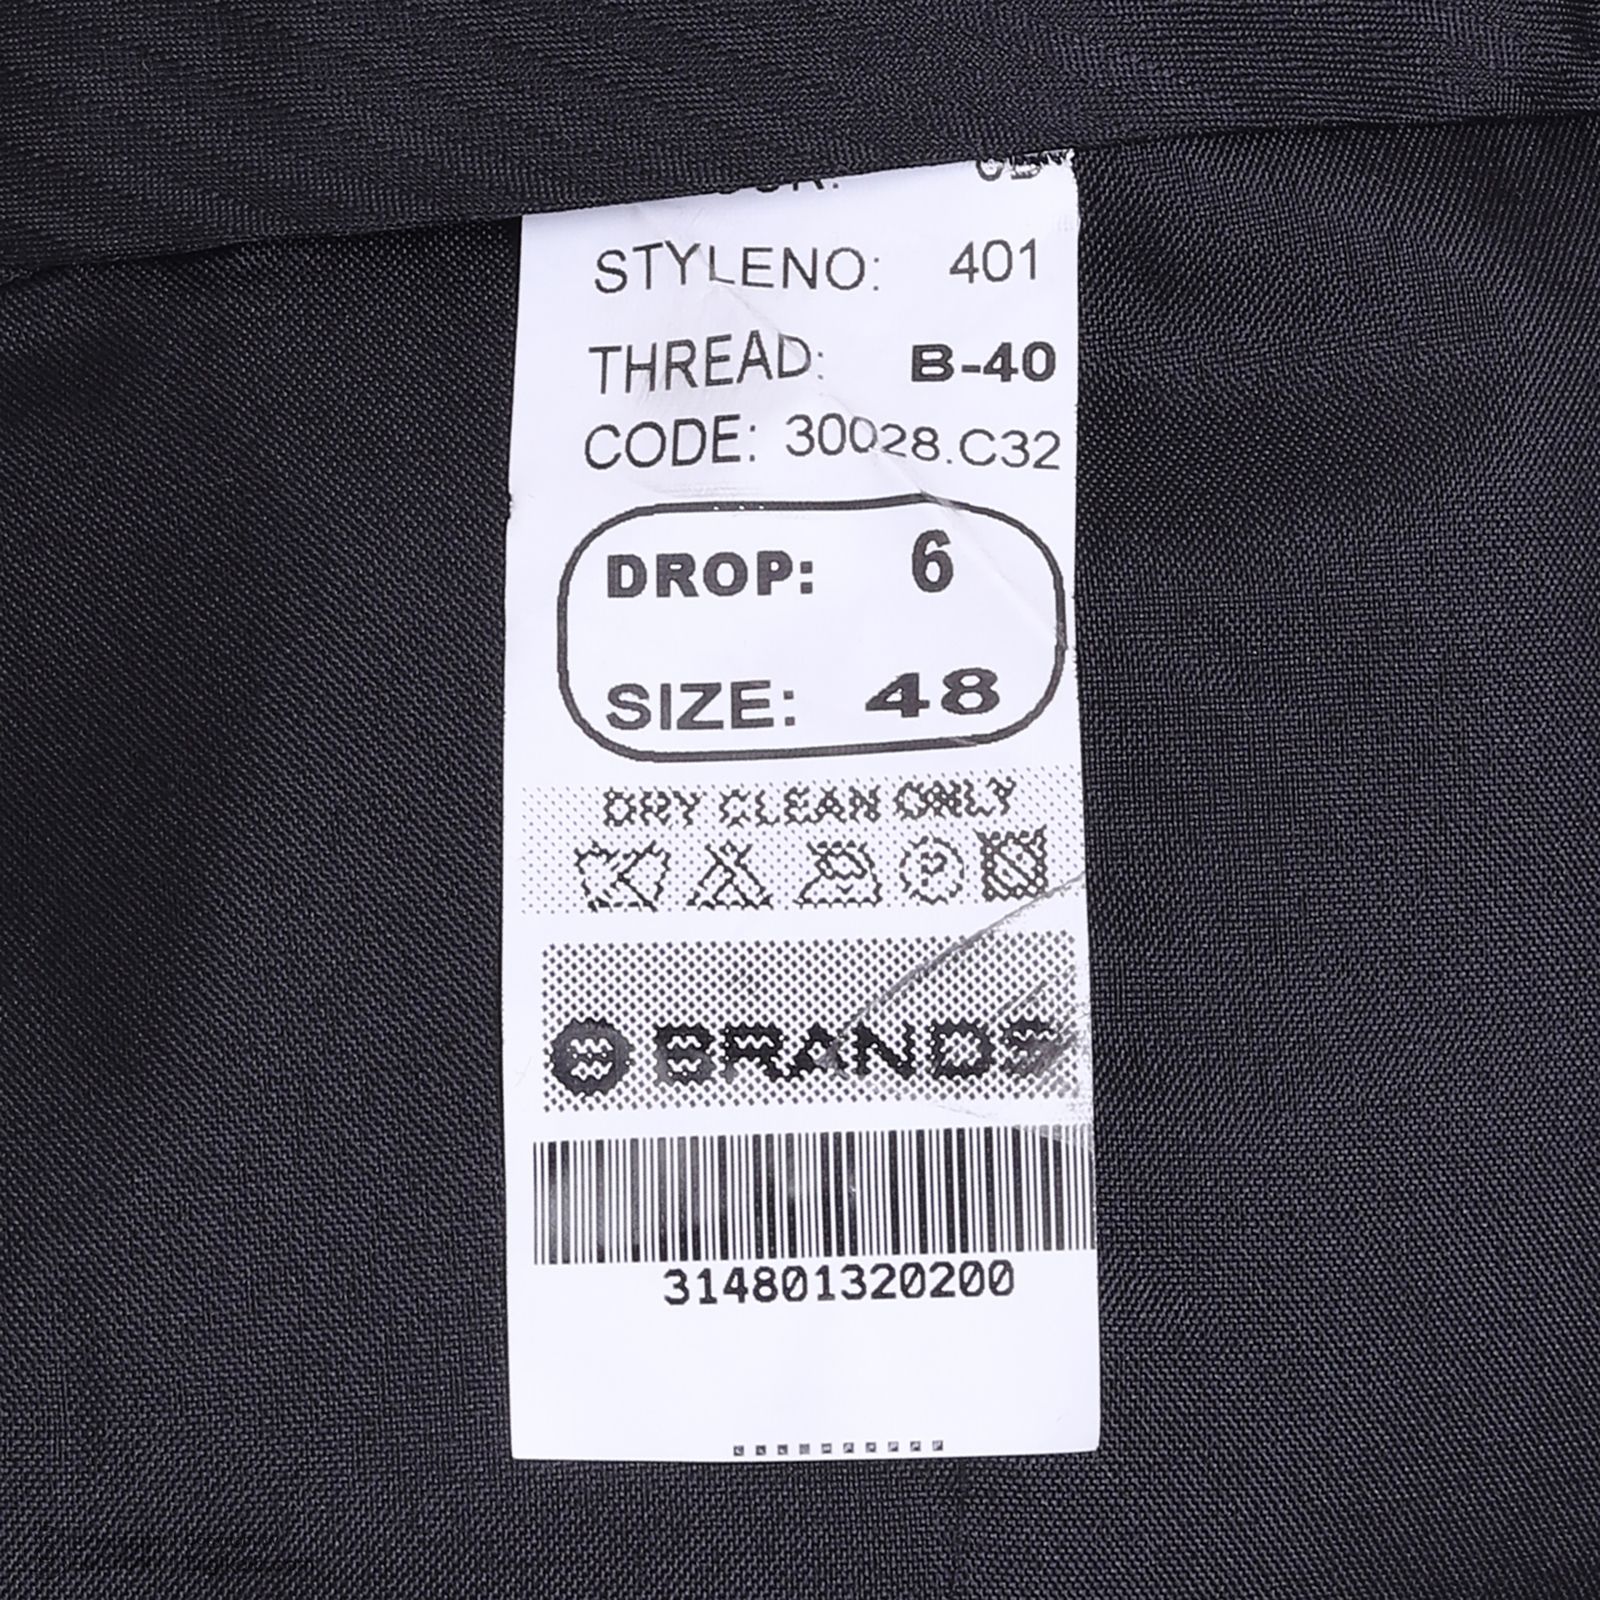 STYLENO: 401
THREAD: B-40
CODE: 30028.C32
DROP: 6
SIZE: 48
DRY CLEAN ONLY
BRANDS
314801320200